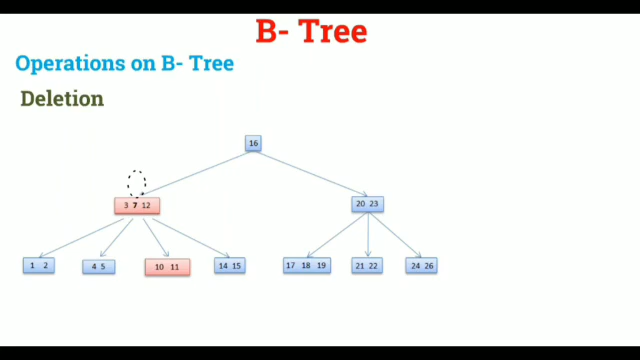 B- Tree
Operations on B- Tree
Deletion
16
3 7 12
20 23
1 2
4 5
10 11
14 15
17 18 19
21 22
24 26